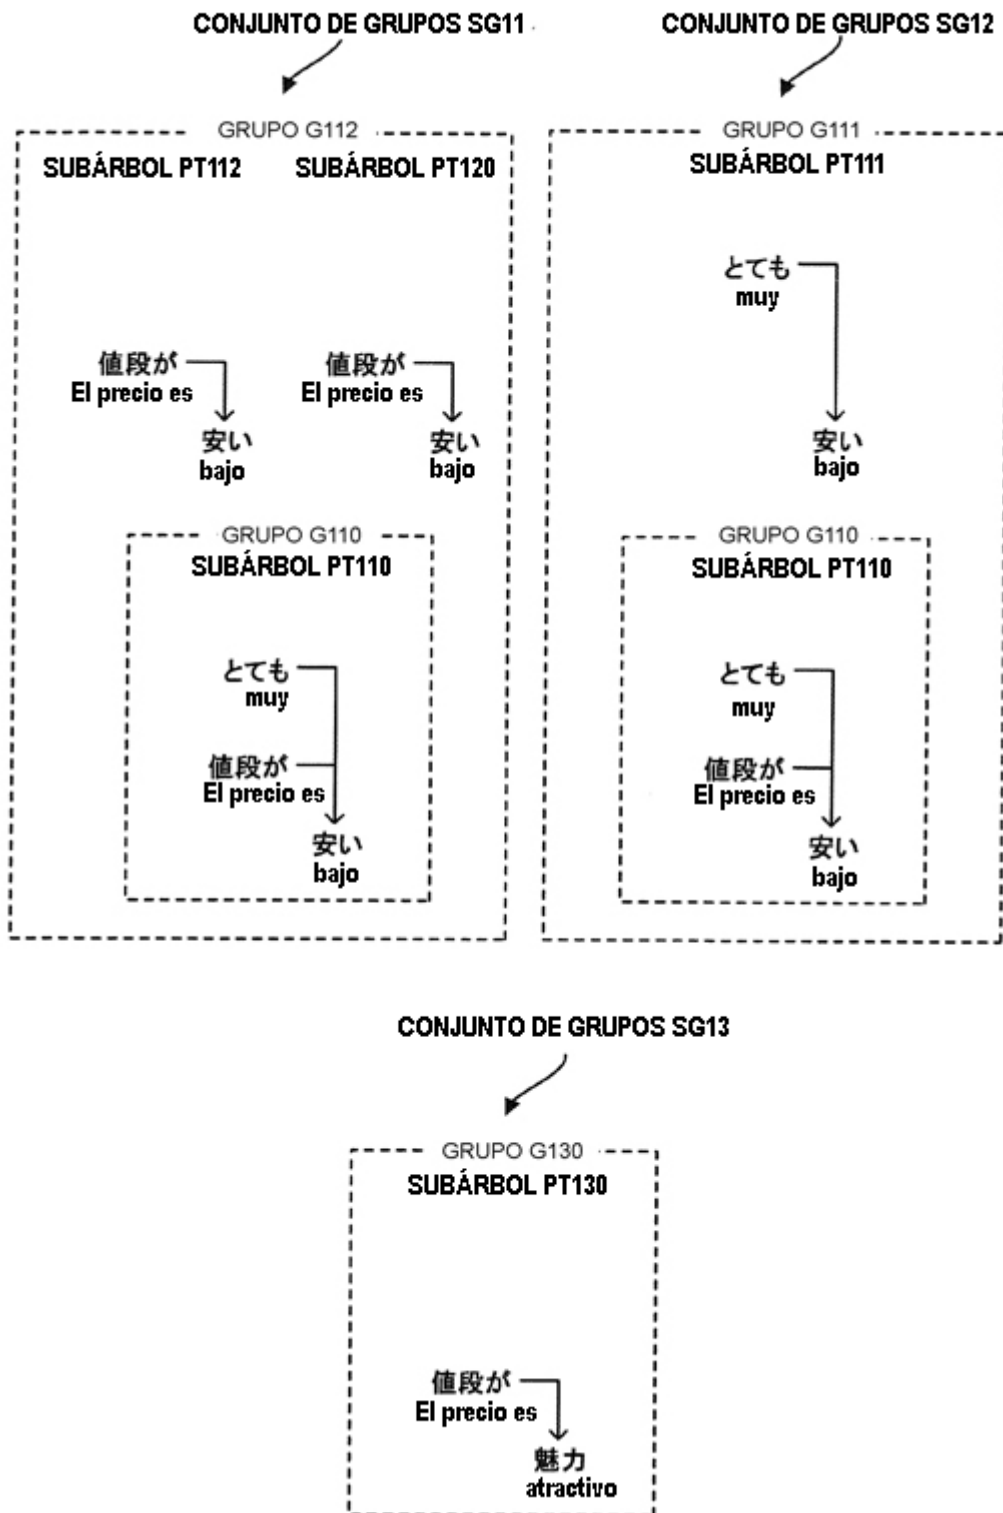 CONJUNTO DE GRUPOS SG11
GRUPO G112
SUBÁRBOL PT112 SUBÁRBOL PT120
値段が 値段が
El precio es El precio es
安い 安い
bajo bajo
GRUPO G110
SUBÁRBOL PT110
とても
muy
値段が
El precio es
安い
bajo
CONJUNTO DE GRUPOS SG12
GRUPO G111
SUBÁRBOL PT111
とても
muy
安い
bajo
GRUPO G110
SUBÁRBOL PT110
とても
muy
値段が
El precio es
安い
bajo
CONJUNTO DE GRUPOS SG13
GRUPO G130
SUBÁRBOL PT130
値段が
El precio es
魅力
atractivo